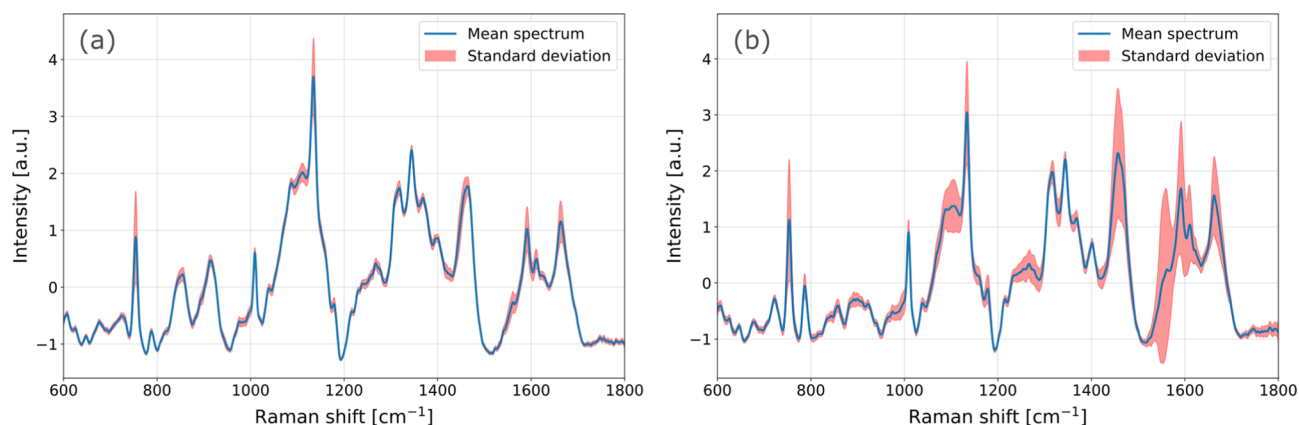 (a)
Mean spectrum
Standard deviation
4
3
2
1
0
−1
Intensity [a.u.]
600 800 1000 1200 1400 1600 1800
Raman shift [cm⁻¹]
(b)
Mean spectrum
Standard deviation
4
3
2
1
0
−1
Intensity [a.u.]
600 800 1000 1200 1400 1600 1800
Raman shift [cm⁻¹]